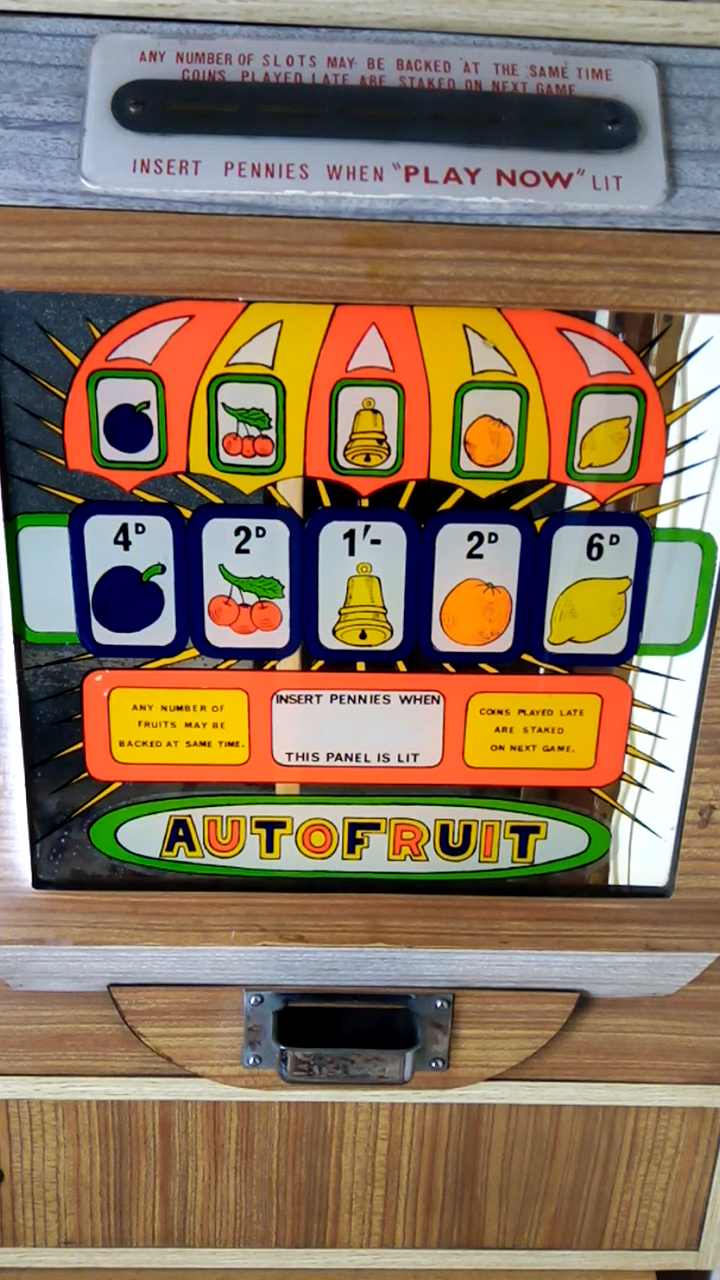 ANY NUMBER OF SLOTS MAY BE BACKED AT THE SAME TIME
COINS PLAYED LATE ARE STAKED ON NEXT GAME
INSERT PENNIES WHEN "PLAY NOW" LIT
4D 2D 1/- 2D 6D
ANY NUMBER OF
FRUITS MAY BE
BACKED AT SAME TIME.
INSERT PENNIES WHEN
THIS PANEL IS LIT
COINS PLAYED LATE
ARE STAKED
ON NEXT GAME.
AUTOFRUIT